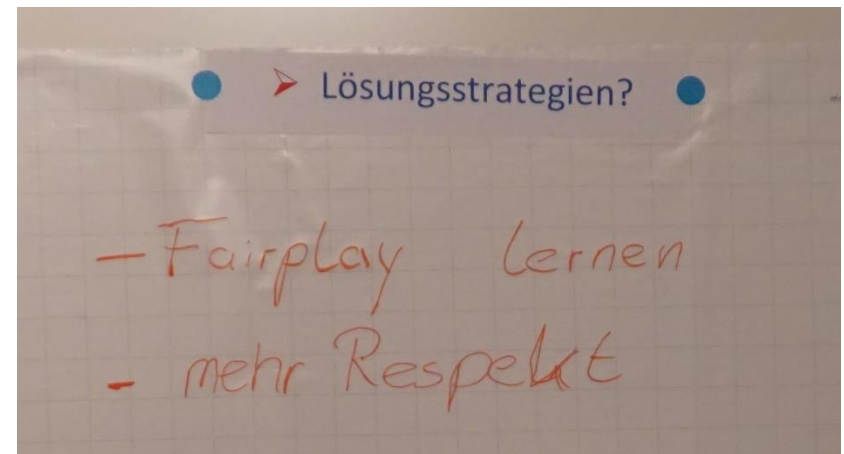 ➢ Lösungsstrategien?
- Fairplay lernen
- mehr Respekt